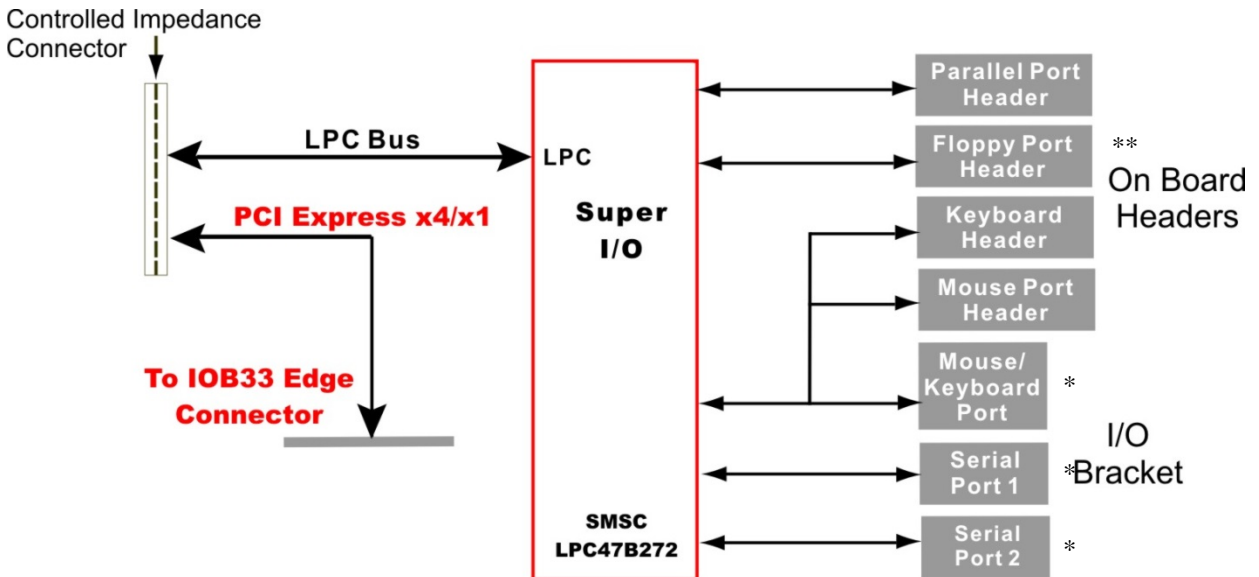 Controlled Impedance
Connector
LPC Bus
PCI Express x4/x1
To IOB33 Edge
Connector
LPC
Super
I/O
SMSC
LPC47B272
Parallel Port
Header
Floppy Port
Header
**
On Board
Headers
Keyboard
Header
Mouse Port
Header
Mouse/
Keyboard
Port
*
I/O
Bracket
Serial
Port 1
*
Serial
Port 2
*